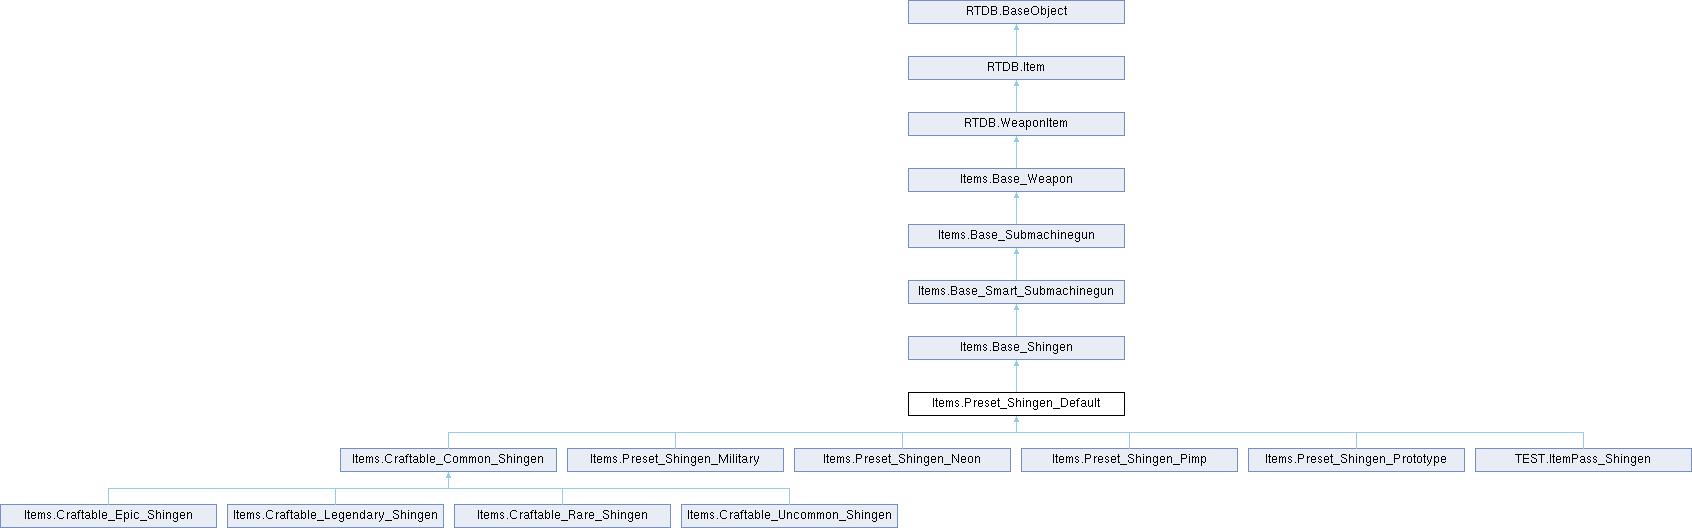 RTDB.BaseObject
RTDB.Item
RTDB.WeaponItem
Items.Base_Weapon
Items.Base_Submachinegun
Items.Base_Smart_Submachinegun
Items.Base_Shingen
Items.Preset_Shingen_Default
Items.Craftable_Common_Shingen
Items.Preset_Shingen_Military
Items.Preset_Shingen_Neon
Items.Preset_Shingen_Pimp
Items.Preset_Shingen_Prototype
TEST.ItemPass_Shingen
Items.Craftable_Epic_Shingen
Items.Craftable_Legendary_Shingen
Items.Craftable_Rare_Shingen
Items.Craftable_Uncommon_Shingen